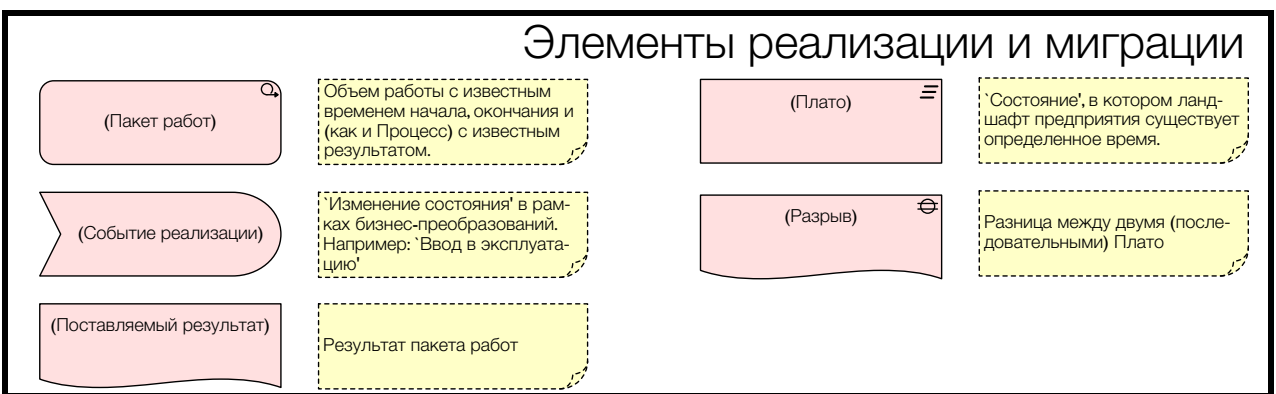 Элементы реализации и миграции
(Пакет работ)
Объем работы с известным
временем начала, окончания и
(как и Процесс) с известным
результатом.
(Плато)
`Состояние', в котором ланд-
шафт предприятия существует
определенное время.
(Событие реализации)
`Изменение состояния' в рам-
ках бизнес-преобразований.
Например: `Ввод в эксплуата-
цию'
(Разрыв)
Разница между двумя (после-
довательными) Плато
(Поставляемый результат)
Результат пакета работ